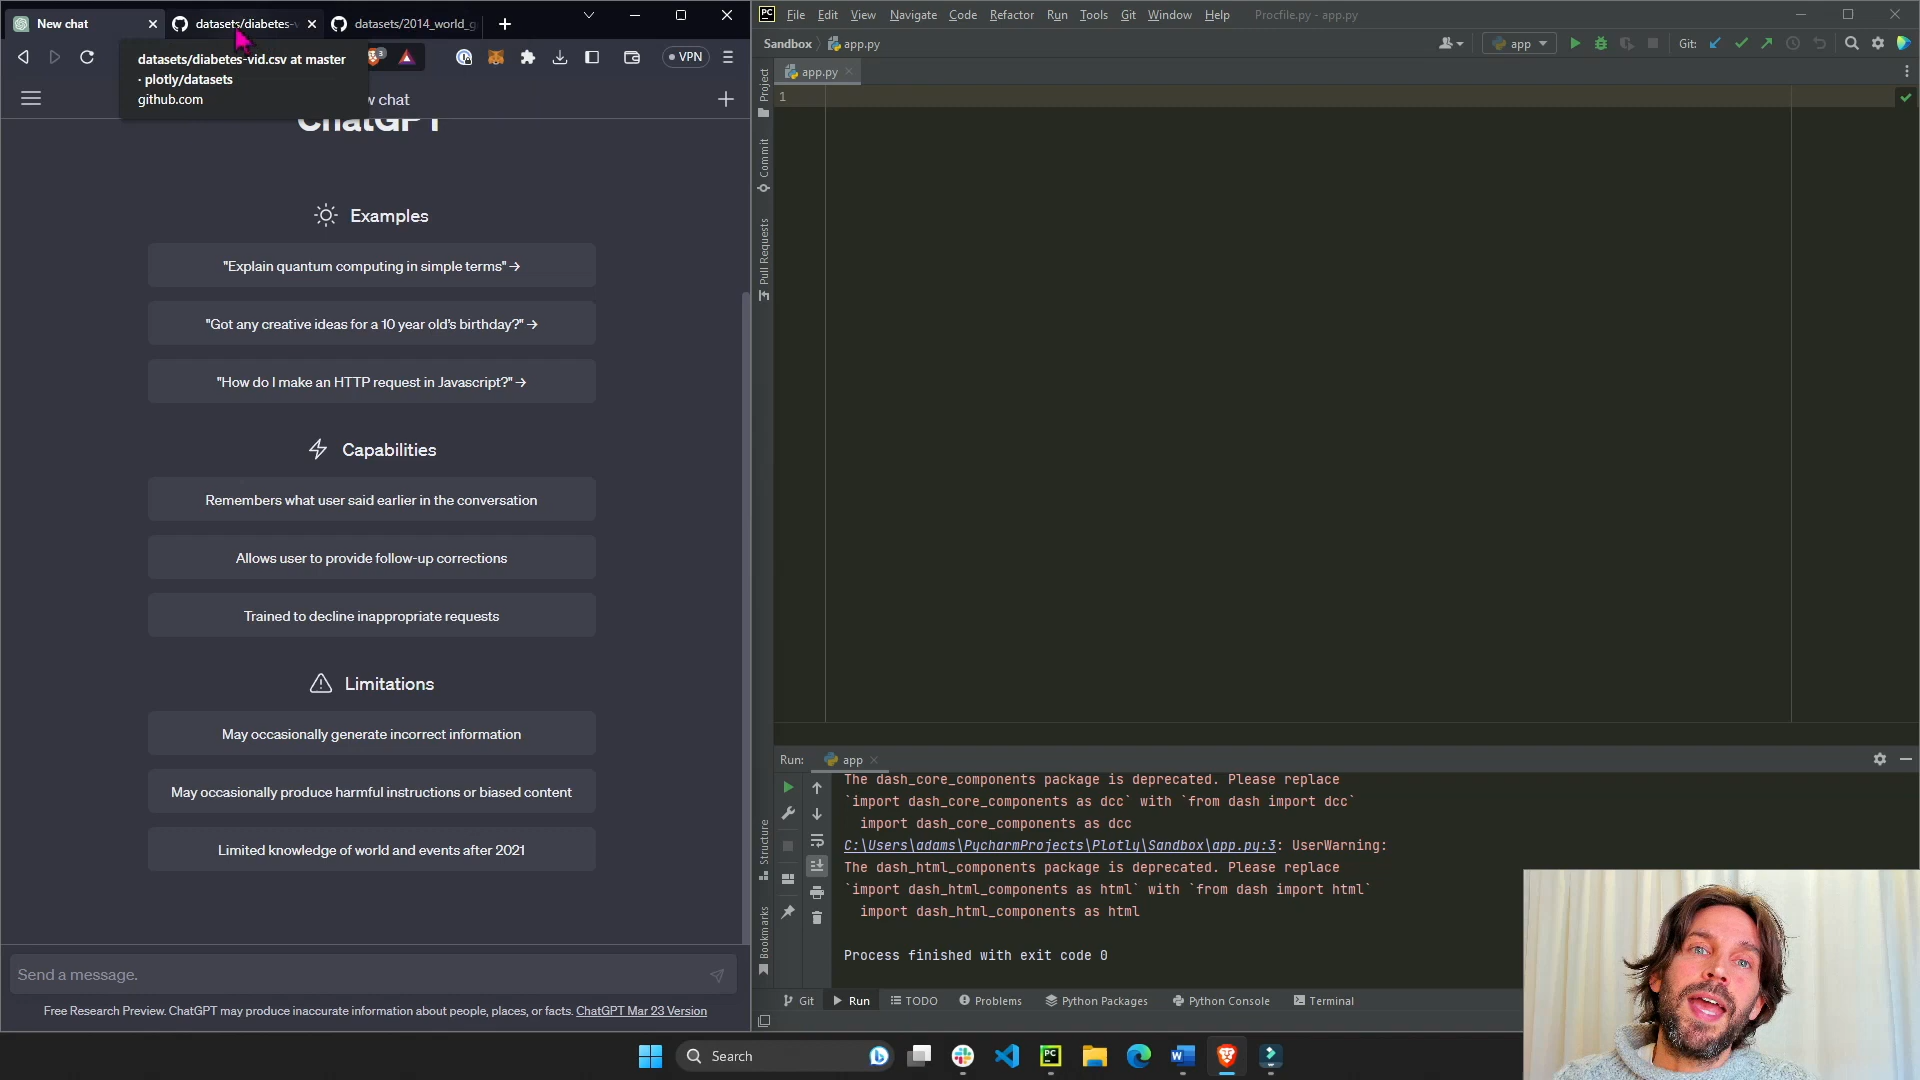 New chat
datasets/diabetes-v
datasets/2014_world_g
datasets/diabetes-vid.csv at master
· plotly/datasets
github.com
3
VPN
w chat
ChatGPT
Examples
"Explain quantum computing in simple terms" →
"Got any creative ideas for a 10 year old's birthday?" →
"How do I make an HTTP request in Javascript?" →
Capabilities
Remembers what user said earlier in the conversation
Allows user to provide follow-up corrections
Trained to decline inappropriate requests
Limitations
May occasionally generate incorrect information
May occasionally produce harmful instructions or biased content
Limited knowledge of world and events after 2021
Send a message.
Free Research Preview. ChatGPT may produce inaccurate information about people, places, or facts. ChatGPT Mar 23 Version
PC
File Edit View Navigate Code Refactor Run Tools Git Window Help Procfile.py - app.py
Sandbox app.py
app
Git:
app.py
1
Project
Commit
Pull Requests
Structure
Bookmarks
Run: app
The dash_core_components package is deprecated. Please replace
`import dash_core_components as dcc` with `from dash import dcc`
import dash_core_components as dcc
C:\Users\adams\PycharmProjects\Plotly\Sandbox\app.py:3: UserWarning:
The dash_html_components package is deprecated. Please replace
`import dash_html_components as html` with `from dash import html`
import dash_html_components as html
Process finished with exit code 0
Git Run TODO Problems Python Packages Python Console Terminal
Search
PC